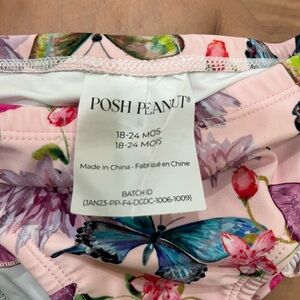 POSH PEANUT®
18-24 MOS
18-24 MOIS
Made in China - Fabriqué en Chine
BATCH ID
(JAN23-PP-F4-DGDC-1006-1009)